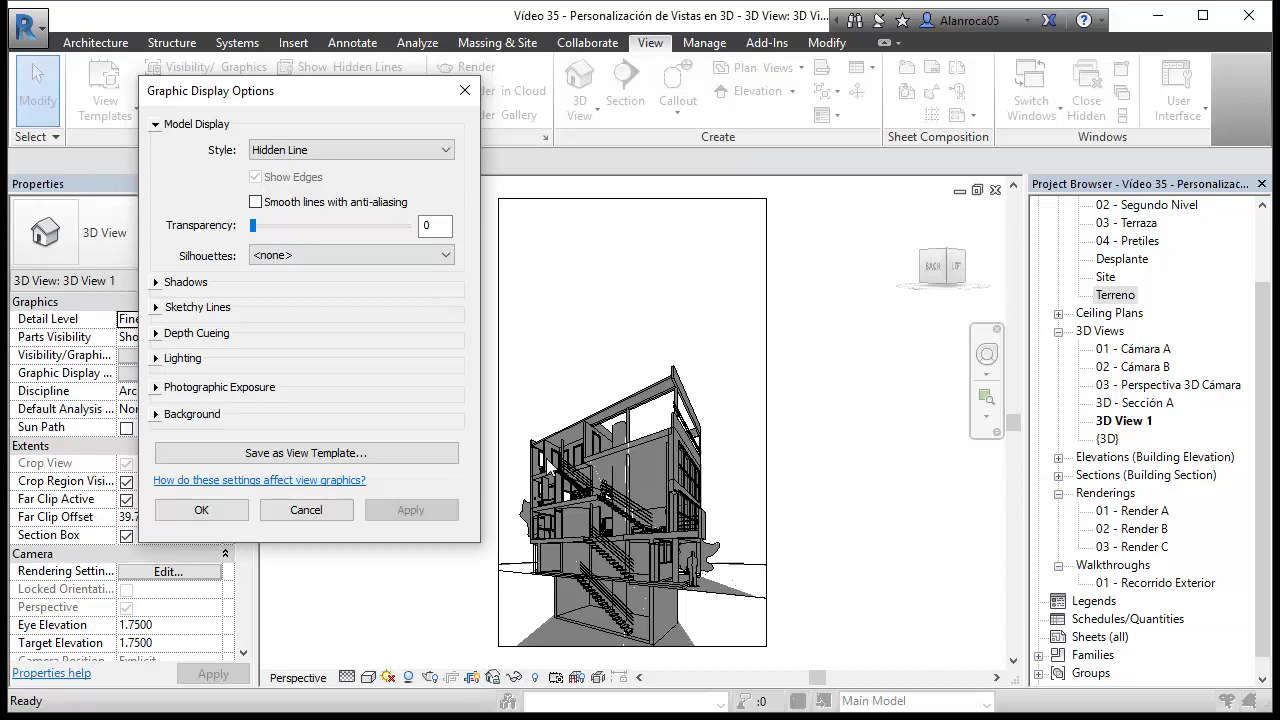 Vídeo 35 - Personalización de Vistas en 3D - 3D View: 3D Vi...
Alanroca05
Architecture
Structure
Systems
Insert
Annotate
Analyze
Massing & Site
Collaborate
View
Manage
Add-Ins
Modify
Modify
View
Templates
Visibility/ Graphics
Show Hidden Lines
Render
in Cloud
Gallery
3D
View
Section
Callout
Plan Views
Elevation
Switch
Windows
Close
Hidden
User
Interface
Select
Create
Sheet Composition
Windows
Graphic Display Options
Model Display
Style:
Hidden Line
Show Edges
Smooth lines with anti-aliasing
Transparency:
0
Silhouettes:
<none>
Shadows
Sketchy Lines
Depth Cueing
Lighting
Photographic Exposure
Background
Save as View Template...
How do these settings affect view graphics?
OK
Cancel
Apply
Properties
3D View
3D View: 3D View 1
Graphics
Detail Level
Fine
Parts Visibility
Sho
Visibility/Graphi...
Graphic Display ...
Discipline
Arc
Default Analysis ...
Nor
Sun Path
Extents
Crop View
Crop Region Visi...
Far Clip Active
Far Clip Offset
39.7
Section Box
Camera
Rendering Settin...
Edit...
Locked Orientati...
Perspective
Eye Elevation
1.7500
Target Elevation
1.7500
Camera Position
Explicit
Properties help
Apply
BACK
Perspective
Project Browser - Vídeo 35 - Personalizac...
02 - Segundo Nivel
03 - Terraza
04 - Pretiles
Desplante
Site
Terreno
Ceiling Plans
3D Views
01 - Cámara A
02 - Cámara B
03 - Perspectiva 3D Cámara
3D - Sección A
3D View 1
{3D}
Elevations (Building Elevation)
Sections (Building Section)
Renderings
01 - Render A
02 - Render B
03 - Render C
Walkthroughs
01 - Recorrido Exterior
Legends
Schedules/Quantities
Sheets (all)
Families
Groups
Ready
:0
Main Model